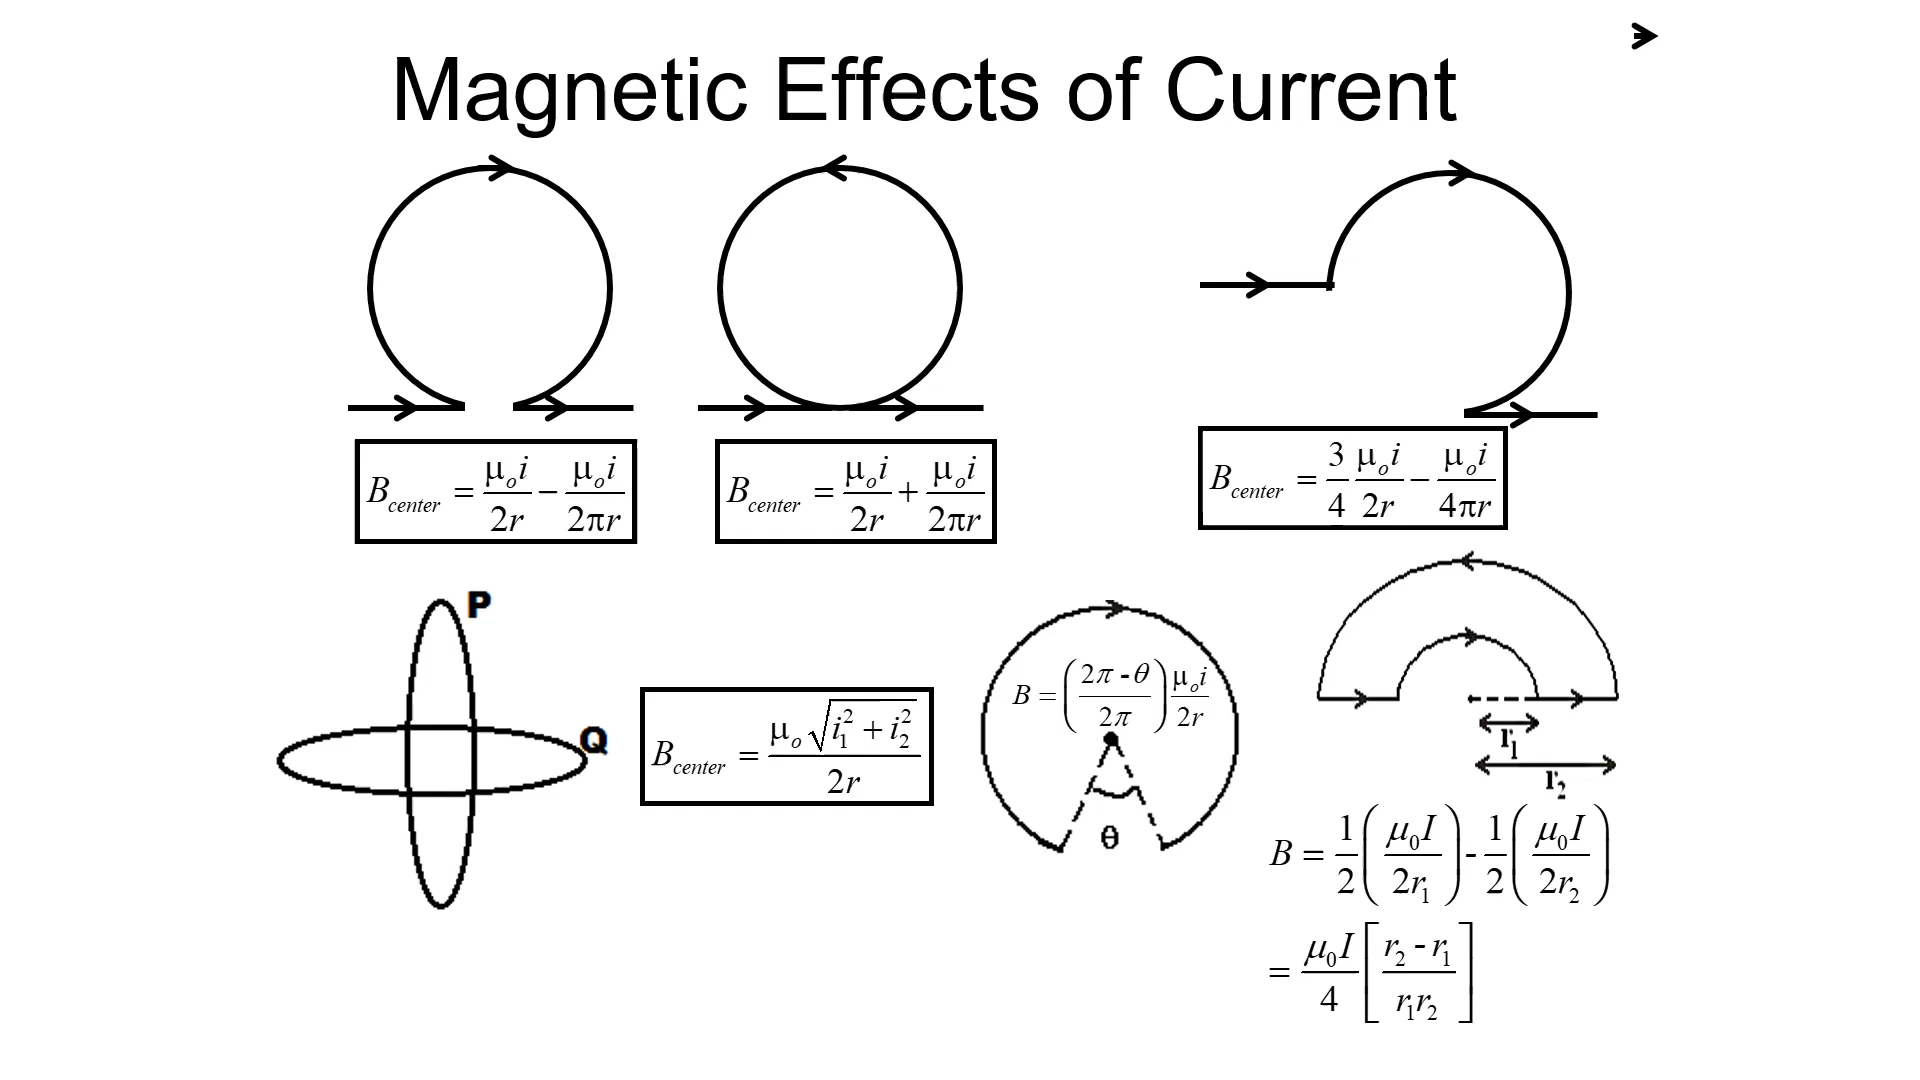 Magnetic Effects of Current
B_center = μ_o i / 2r − μ_o i / 2πr
B_center = μ_o i / 2r + μ_o i / 2πr
B_center = 3/4 μ_o i / 2r − μ_o i / 4πr
P
Q
B_center = μ_o √(i_1^2 + i_2^2) / 2r
B = ((2π - θ) / 2π) μ_o i / 2r
θ
r_1
r_2
B = 1/2 (μ_0 I / 2r_1) - 1/2 (μ_0 I / 2r_2)
= μ_0 I / 4 [(r_2 - r_1) / r_1 r_2]